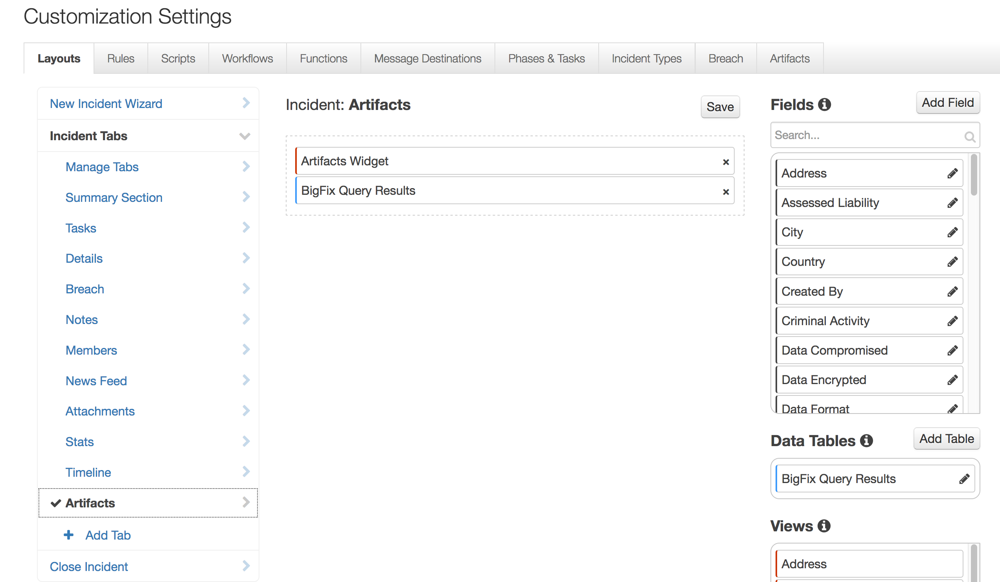 Customization Settings
Layouts
Rules
Scripts
Workflows
Functions
Message Destinations
Phases & Tasks
Incident Types
Breach
Artifacts
New Incident Wizard
Incident Tabs
Manage Tabs
Summary Section
Tasks
Details
Breach
Notes
Members
News Feed
Attachments
Stats
Timeline
Artifacts
Add Tab
Close Incident
Incident: Artifacts
Save
Artifacts Widget
BigFix Query Results
Fields
Add Field
Search...
Address
Assessed Liability
City
Country
Created By
Criminal Activity
Data Compromised
Data Encrypted
Data Format
Data Tables
Add Table
BigFix Query Results
Views
Address